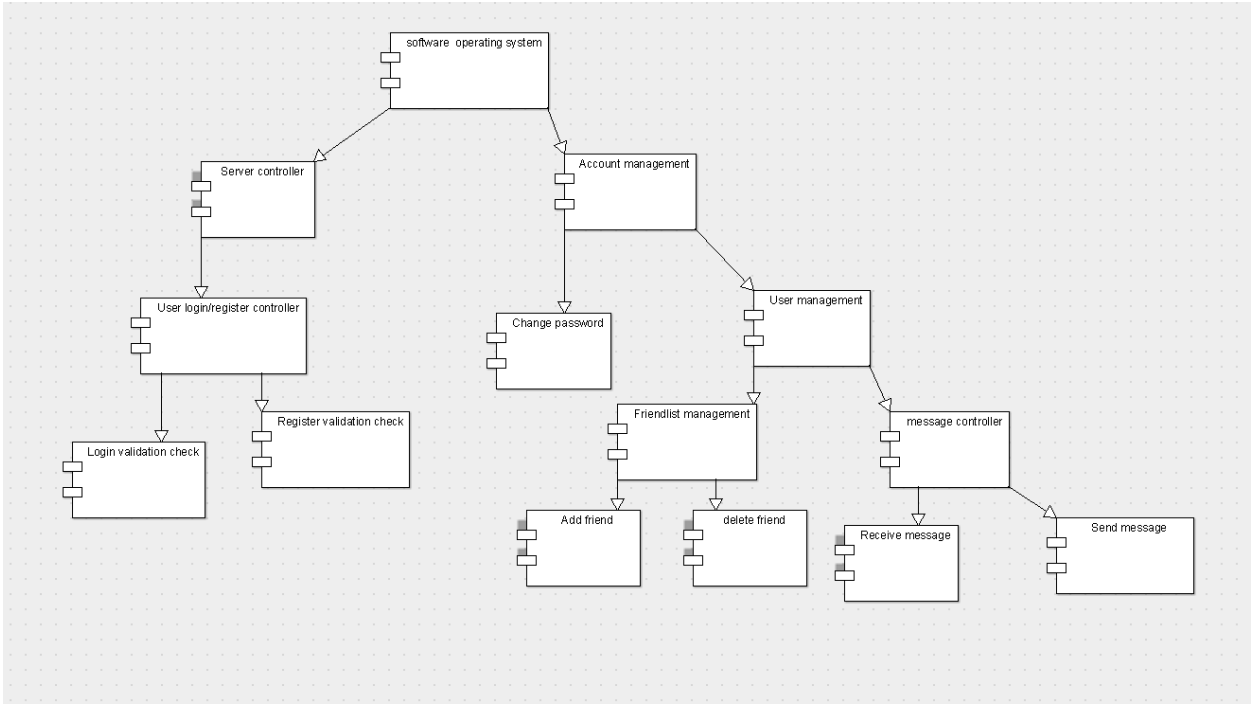 software  operating system
Server controller
Account management
User login/register controller
Change password
User management
Login validation check
Register validation check
Friendlist management
message controller
Add friend
delete friend
Receive message
Send message